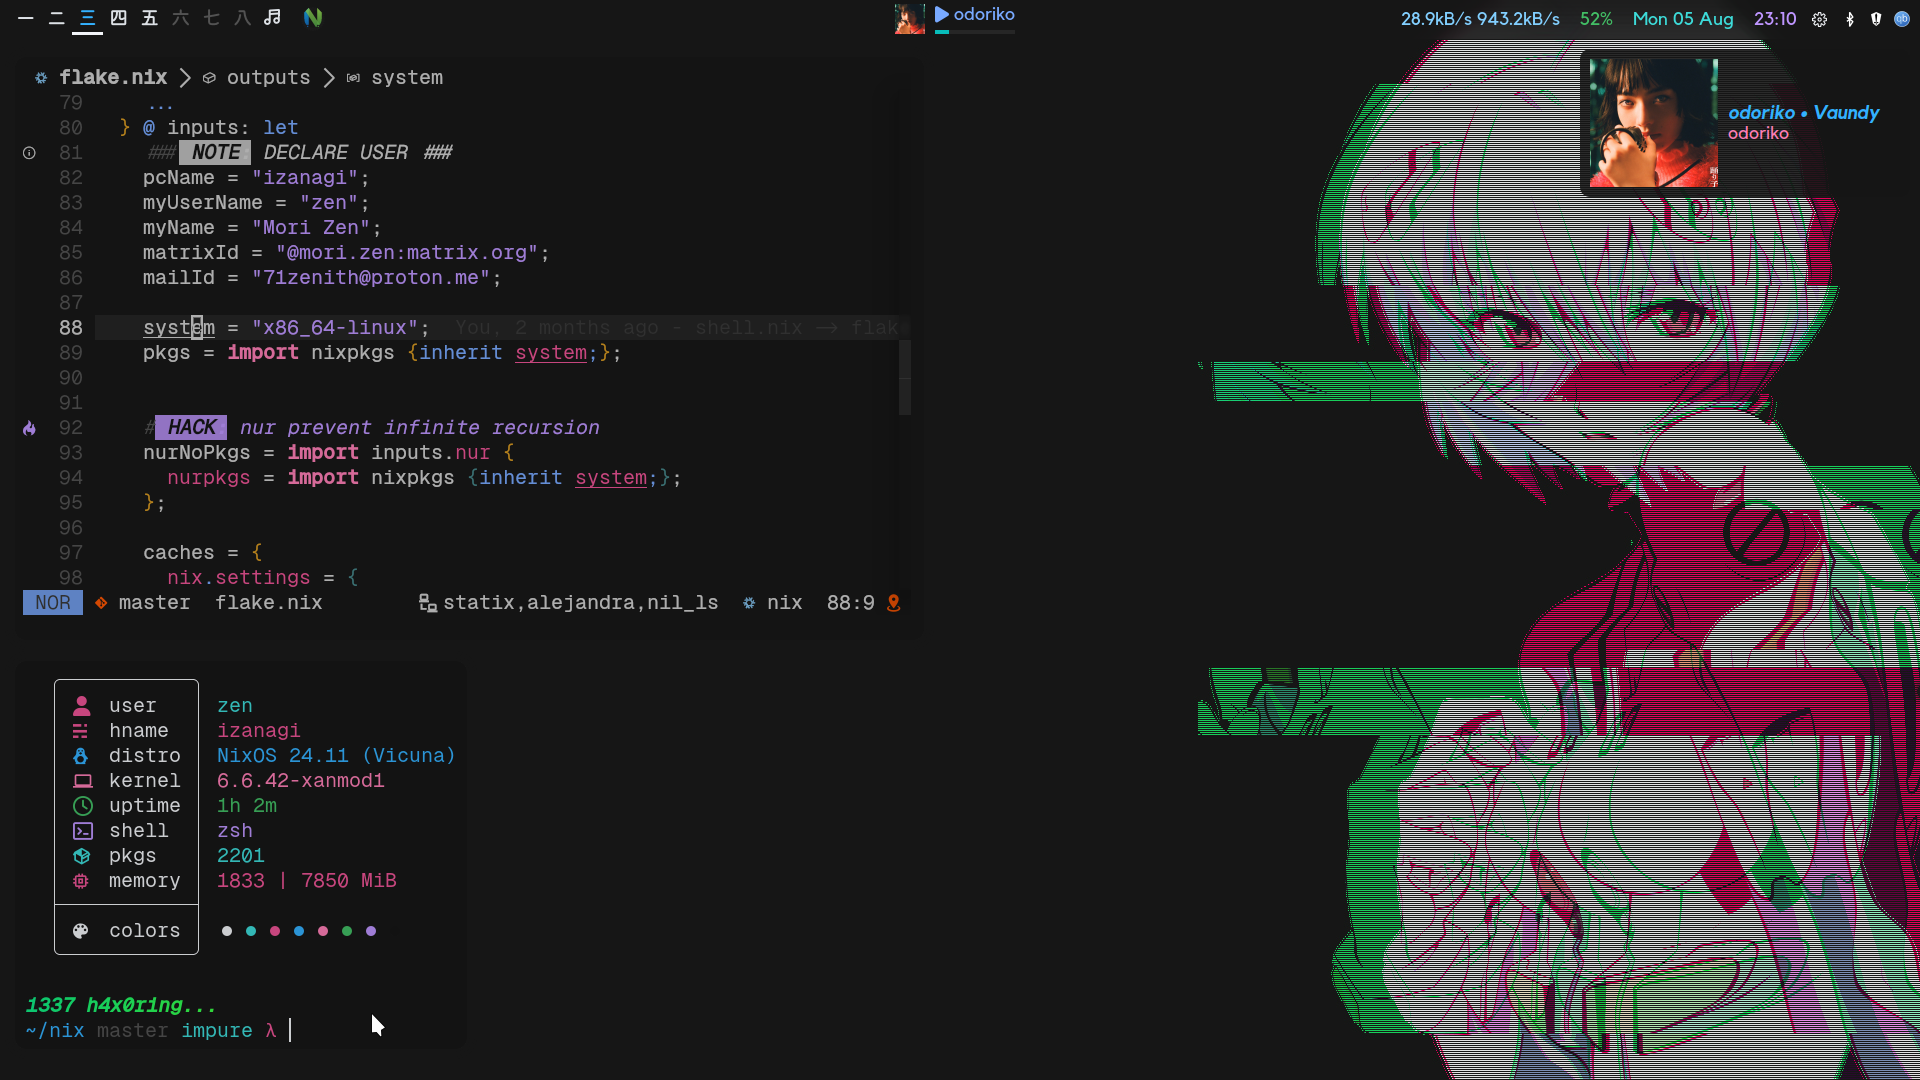 一 二 三 四 五 六 七 八
odoriko
28.9kB/s 943.2kB/s 52% Mon 05 Aug 23:10
flake.nix > outputs > system
odoriko • Vaundy
odoriko
79 ...
80 } @ inputs: let
81 ### NOTE DECLARE USER ###
82 pcName = "izanagi";
83 myUserName = "zen";
84 myName = "Mori Zen";
85 matrixId = "@mori.zen:matrix.org";
86 mailId = "71zenith@proton.me";
87
88 system = "x86_64-linux"; You, 2 months ago - shell.nix -> flak
89 pkgs = import nixpkgs {inherit system;};
90
91
92 # HACK nur prevent infinite recursion
93 nurNoPkgs = import inputs.nur {
94 nurpkgs = import nixpkgs {inherit system;};
95 };
96
97 caches = {
98 nix.settings = {
NOR master flake.nix statix,alejandra,nil_ls nix 88:9
user zen
hname izanagi
distro NixOS 24.11 (Vicuna)
kernel 6.6.42-xanmod1
uptime 1h 2m
shell zsh
pkgs 2201
memory 1833 | 7850 MiB
colors
1337 h4x0ring...
~/nix master impure λ